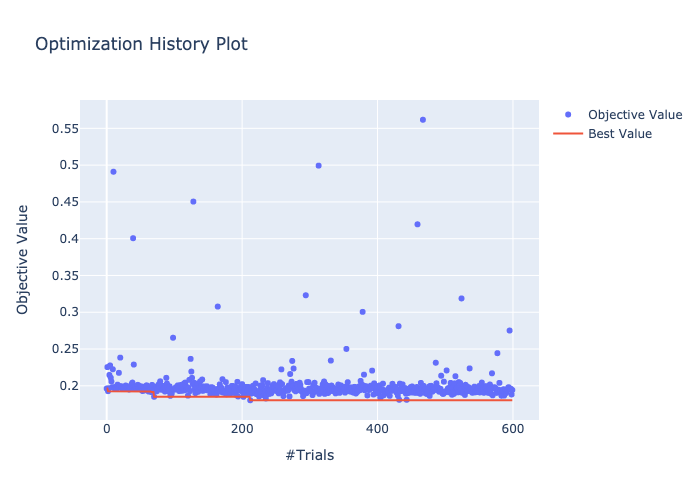 Optimization History Plot
Objective Value
Best Value
0.55
0.5
0.45
0.4
0.35
0.3
0.25
0.2
Objective Value
0
200
400
600
#Trials